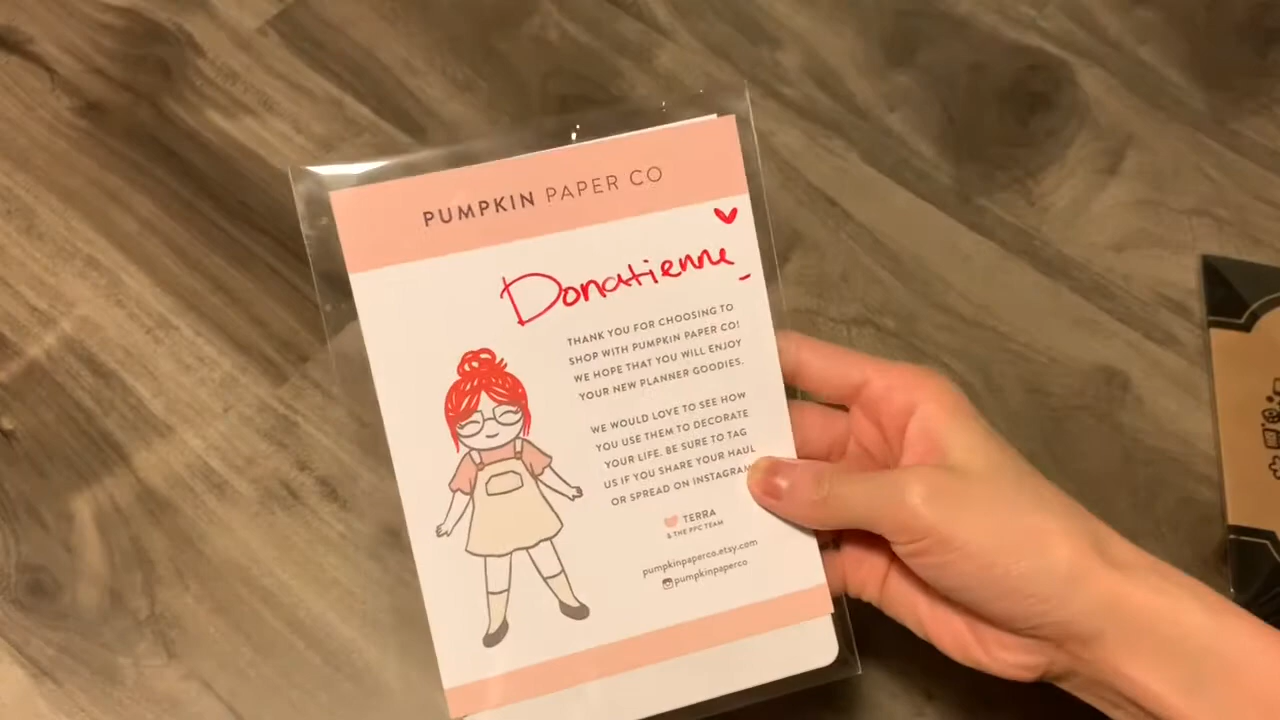 PUMPKIN PAPER CO
Donatienne
THANK YOU FOR CHOOSING TO
SHOP WITH PUMPKIN PAPER CO!
WE HOPE THAT YOU WILL ENJOY
YOUR NEW PLANNER GOODIES.
WE WOULD LOVE TO SEE HOW
YOU USE THEM TO DECORATE
YOUR LIFE. BE SURE TO TAG
US IF YOU SHARE YOUR HAUL
OR SPREAD ON INSTAGRAM
TERRA
& THE PPC TEAM
pumpkinpaperco.etsy.com
pumpkinpaperco